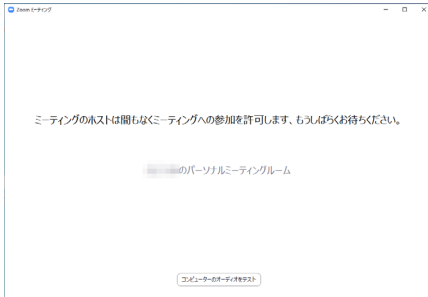 Zoom ミーティング
ミーティングのホストは間もなくミーティングへの参加を許可します、もうしばらくお待ちください。
のパーソナルミーティングルーム
コンピューターのオーディオをテスト